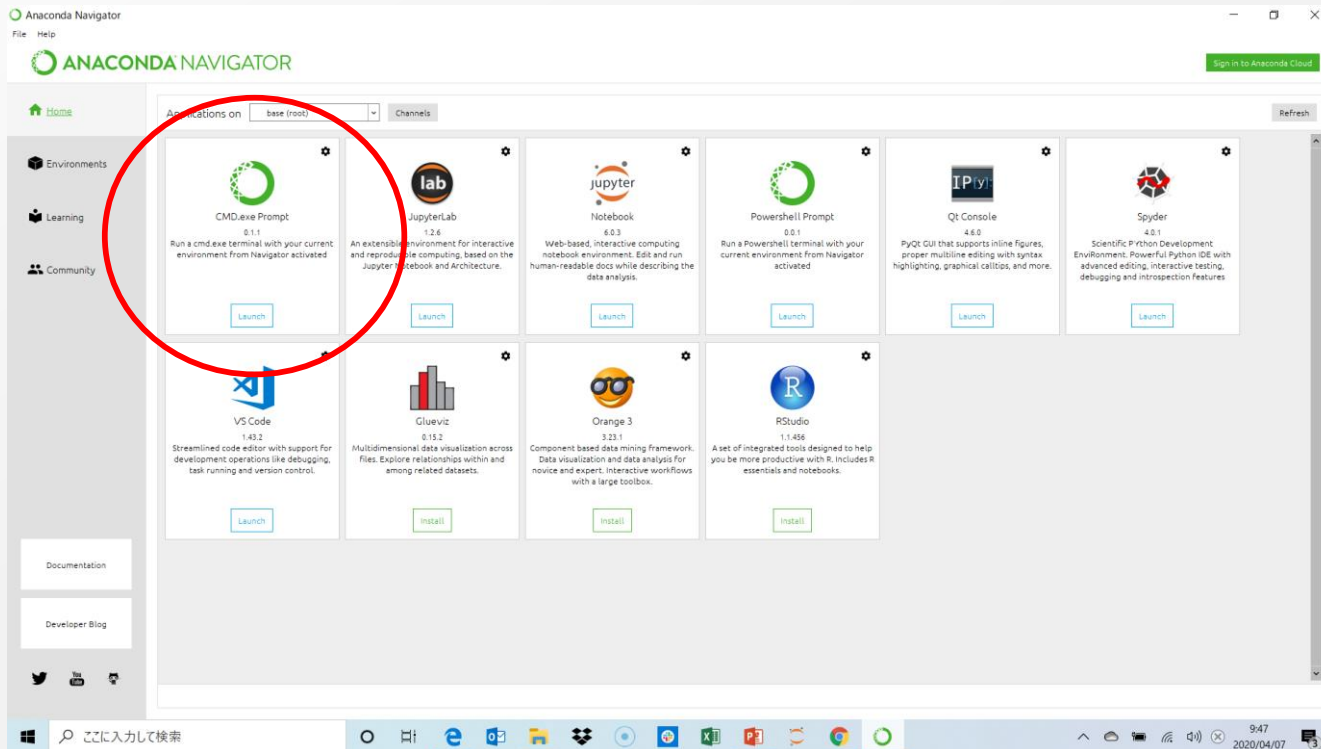 Anaconda Navigator
File Help
ANACONDA NAVIGATOR
Sign in to Anaconda Cloud
Home
Applications on
base (root)
Channels
Refresh
Environments
Learning
Community
CMD.exe Prompt
0.1.1
Run a cmd.exe terminal with your current
environment from Navigator activated
Launch
lab
JupyterLab
1.2.6
An extensible environment for interactive
and reproducible computing, based on the
Jupyter Notebook and Architecture.
Launch
jupyter
Notebook
6.0.3
Web-based, interactive computing
notebook environment. Edit and run
human-readable docs while describing the
data analysis.
Launch
Powershell Prompt
0.0.1
Run a Powershell terminal with your
current environment from Navigator
activated
Launch
IP[y]:
Qt Console
4.6.0
PyQt GUI that supports inline figures,
proper multiline editing with syntax
highlighting, graphical calltips, and more.
Launch
Spyder
4.0.1
Scientific PYthon Development
EnviRonment. Powerful Python IDE with
advanced editing, interactive testing,
debugging and introspection features
Launch
VS Code
1.43.2
Streamlined code editor with support for
development operations like debugging,
task running and version control.
Launch
Glueviz
0.15.2
Multidimensional data visualization across
files. Explore relationships within and
among related datasets.
Install
Orange 3
3.23.1
Component based data mining framework.
Data visualization and data analysis for
novice and expert. Interactive workflows
with a large toolbox.
Install
R
RStudio
1.1.456
A set of integrated tools designed to help
you be more productive with R. Includes R
essentials and notebooks.
Install
Documentation
Developer Blog
You
Tube
ここに入力して検索
9:47
2020/04/07
3